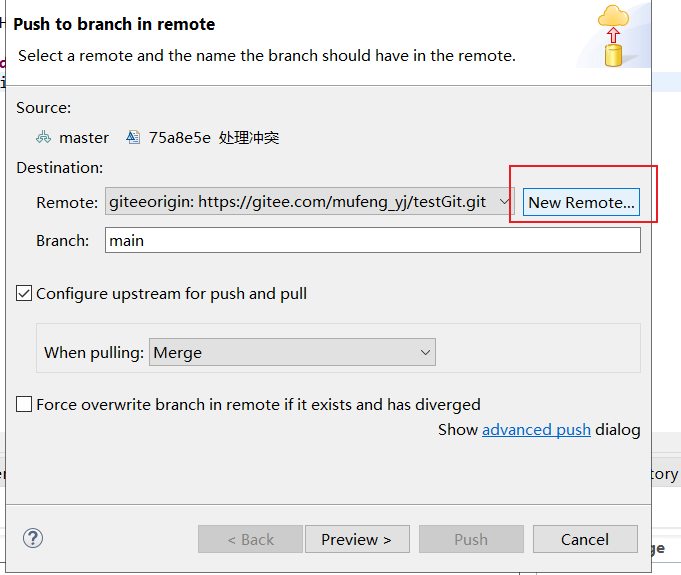 Push to branch in remote
Select a remote and the name the branch should have in the remote.
Source:
master 75a8e5e 处理冲突
Destination:
Remote: giteeorigin: https://gitee.com/mufeng_yj/testGit.git New Remote...
Branch: main
Configure upstream for push and pull
When pulling: Merge
Force overwrite branch in remote if it exists and has diverged
Show advanced push dialog
tory
< Back Preview > Push Cancel
ge